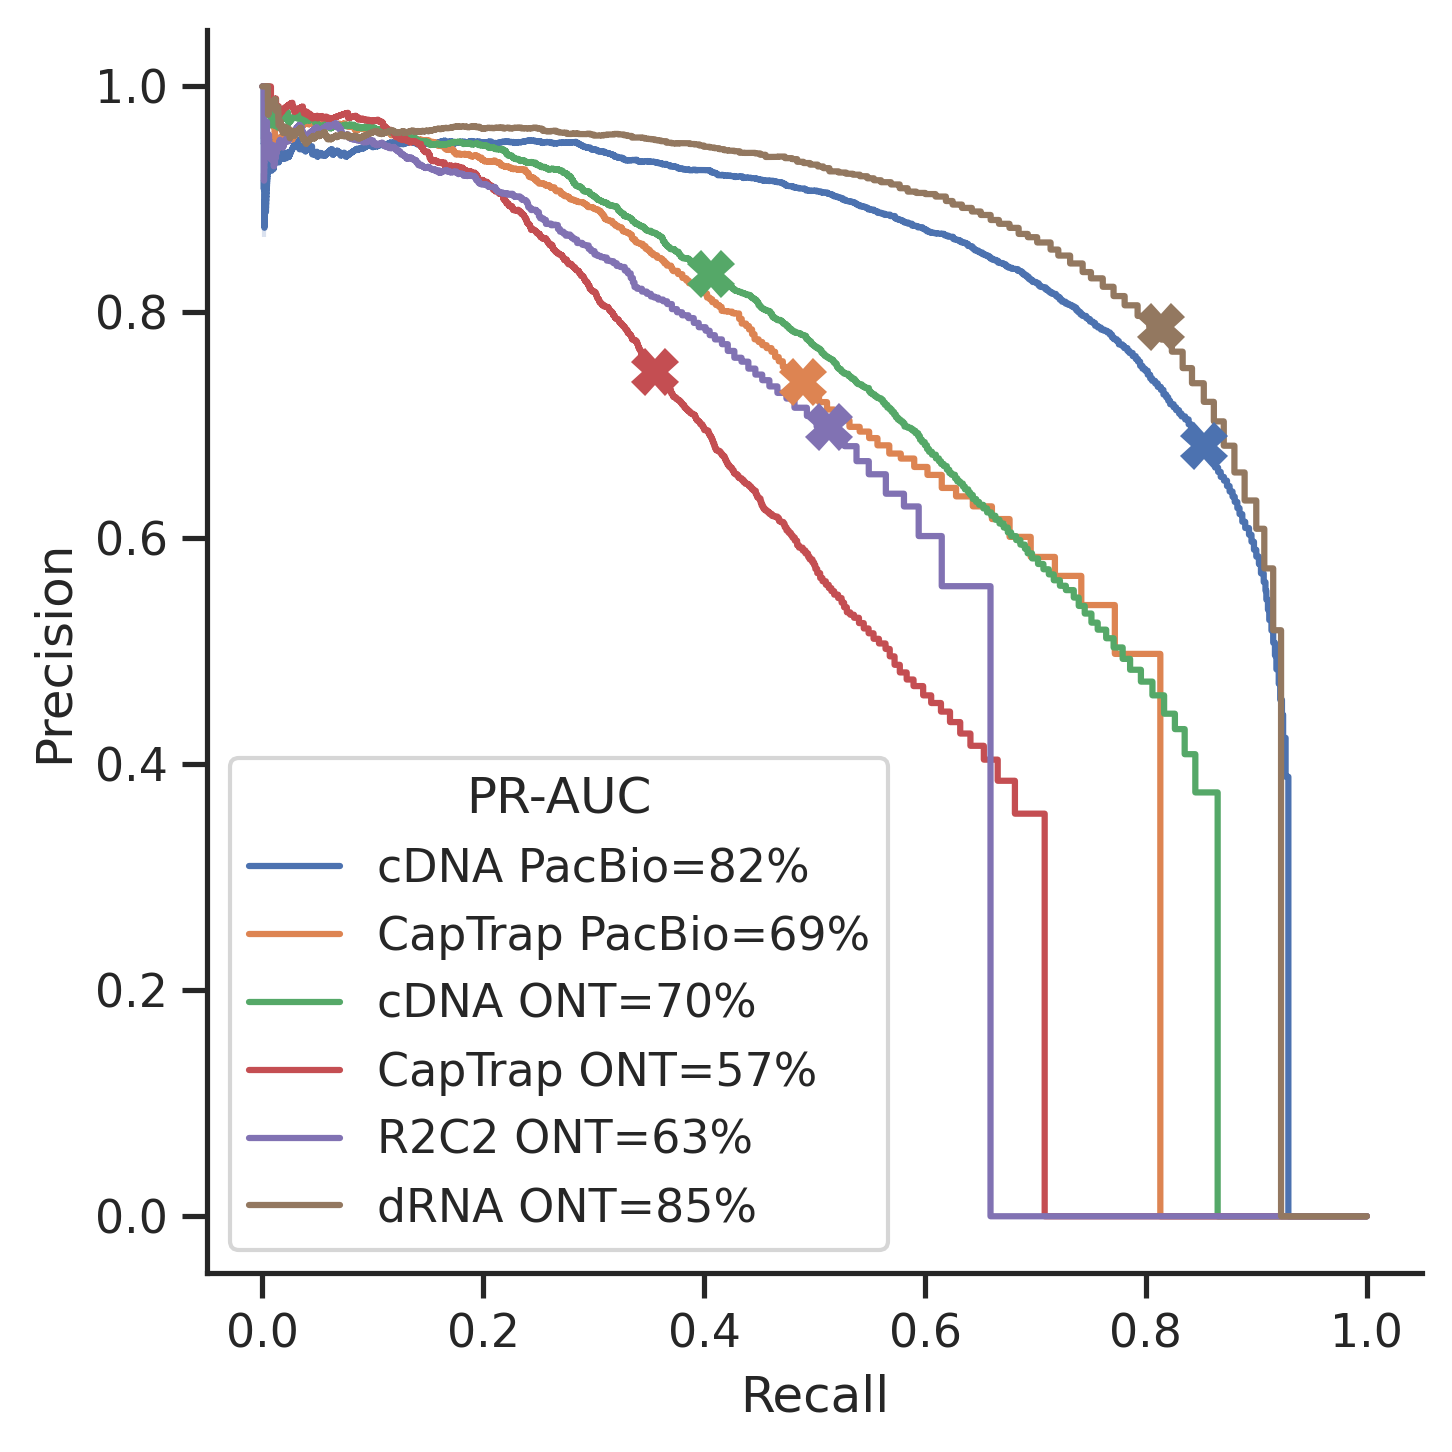 1.0
0.8
0.6
0.4
0.2
0.0
Precision
PR-AUC
cDNA PacBio=82%
CapTrap PacBio=69%
cDNA ONT=70%
CapTrap ONT=57%
R2C2 ONT=63%
dRNA ONT=85%
0.0 0.2 0.4 0.6 0.8 1.0
Recall